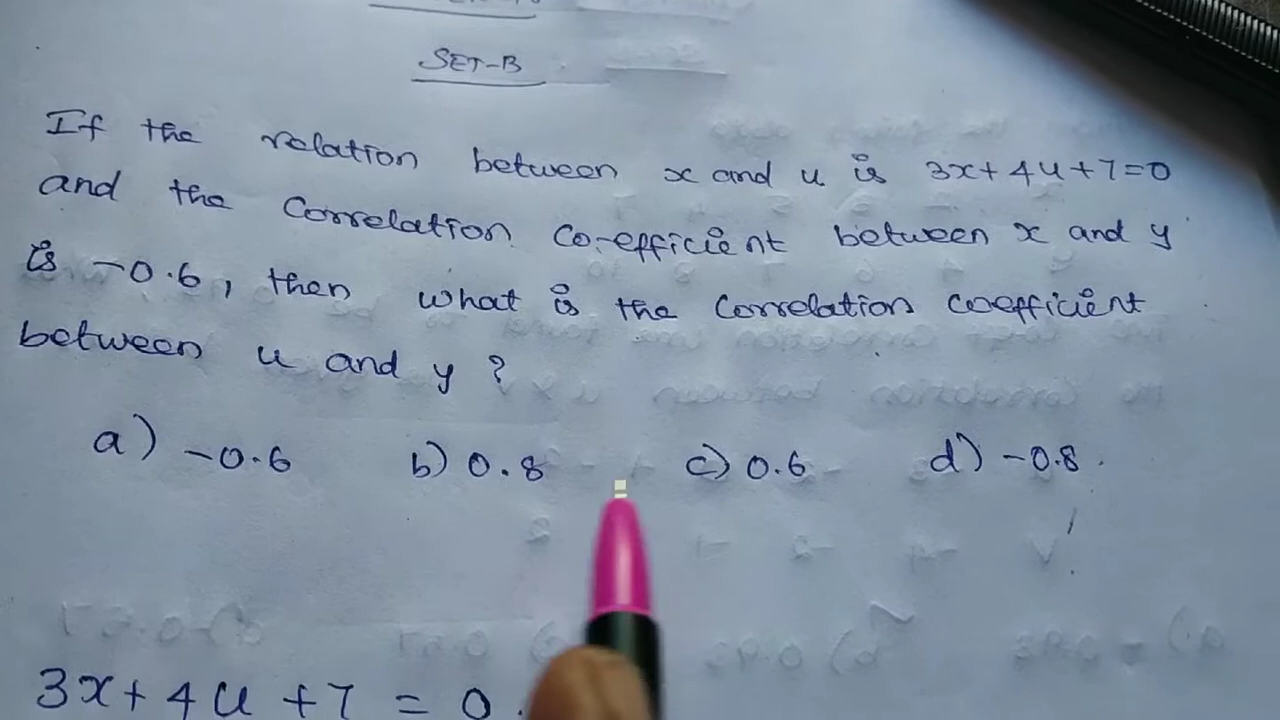 SET-B
If the relation between x and u is 3x+4u+7=0
and the Correlation Co-efficient between x and y
is -0.6, then what is the Correlation coefficient
between u and y?
a) -0.6 b) 0.8 c) 0.6 d) -0.8.
3x+4u+7=0.